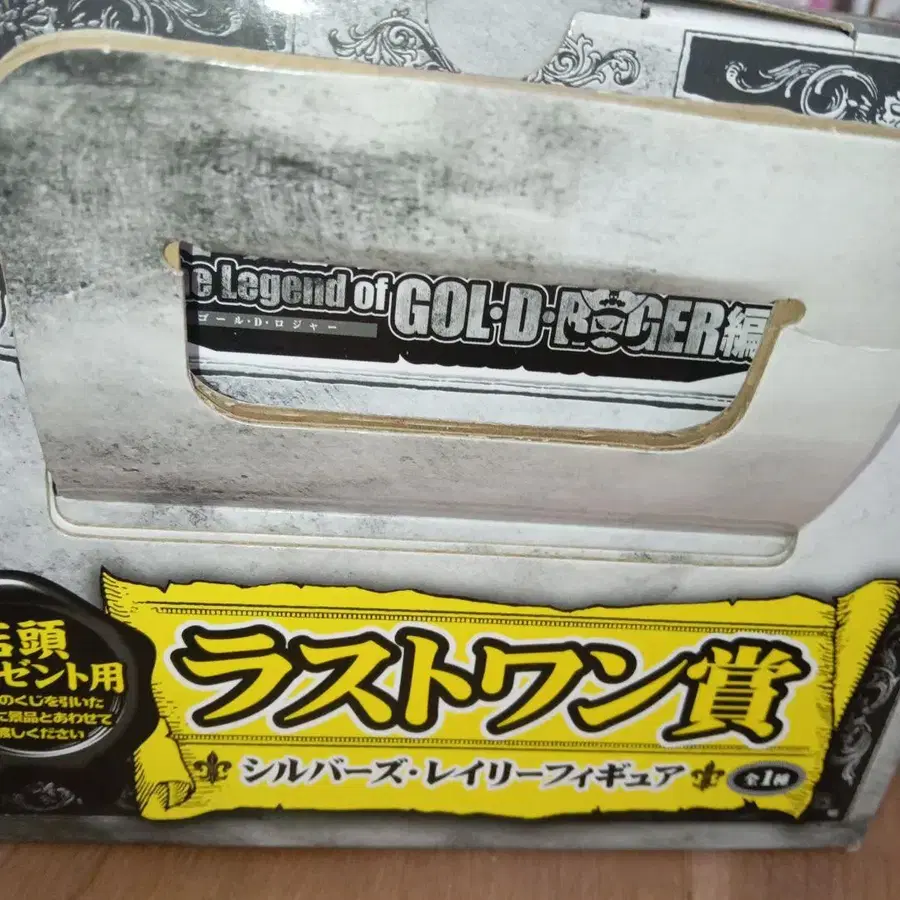 e Legend of GOL·D·ROGER編
ゴール・D・ロジャー
頭
ゼント用
のくじを引いた
景品とあわせて
しください
ラストワン賞
シルバーズ・レイリーフィギュア 全1種